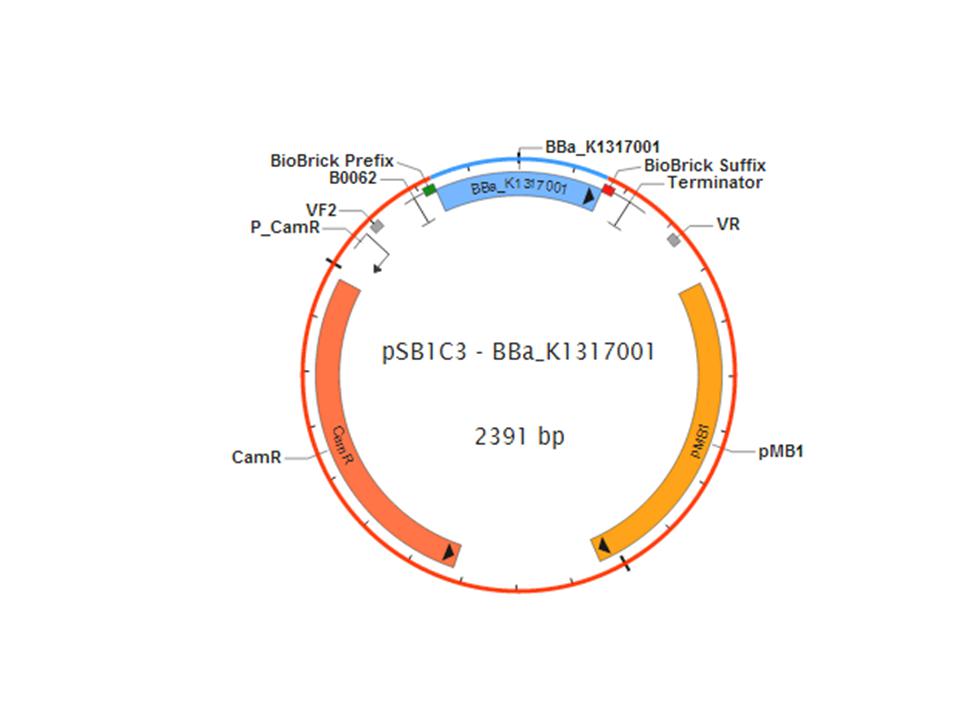 BBa_K1317001
BioBrick Prefix
BioBrick Suffix
B0062
Terminator
BBa_K1317001
VF2
VR
P_CamR
pSB1C3 - BBa_K1317001
2391 bp
CamR
pMB1
CamR
pMB1